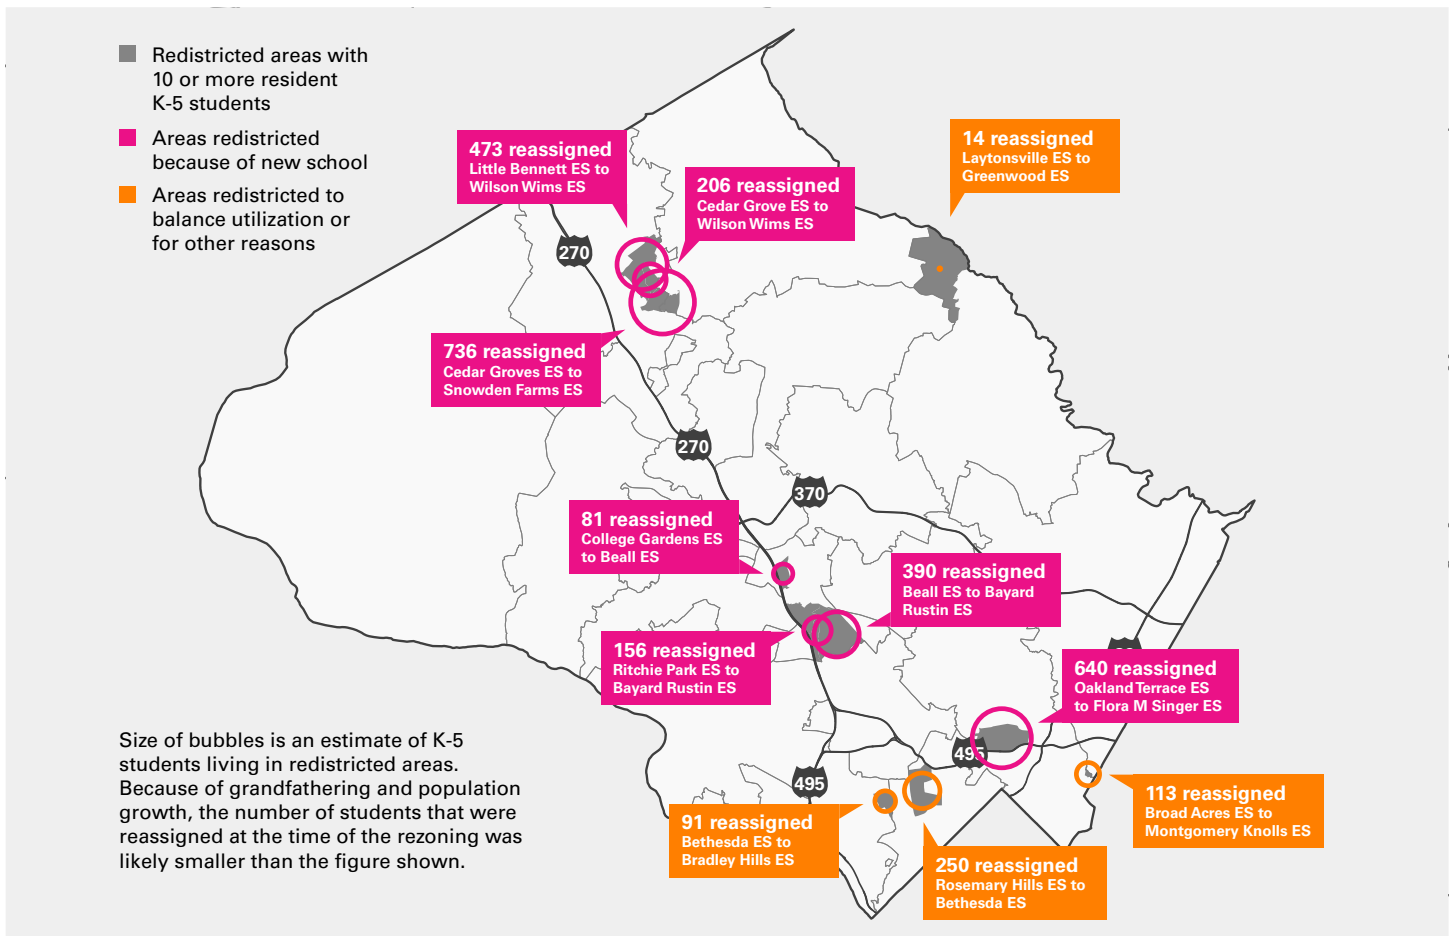 Redistricted areas with
10 or more resident
K-5 students
Areas redistricted
because of new school
Areas redistricted to
balance utilization or
for other reasons
473 reassigned
Little Bennett ES to
Wilson Wims ES
206 reassigned
Cedar Grove ES to
Wilson Wims ES
14 reassigned
Laytonsville ES to
Greenwood ES
270
736 reassigned
Cedar Groves ES to
Snowden Farms ES
270
370
81 reassigned
College Gardens ES
to Beall ES
390 reassigned
Beall ES to Bayard
Rustin ES
156 reassigned
Ritchie Park ES to
Bayard Rustin ES
640 reassigned
Oakland Terrace ES
to Flora M Singer ES
495
495
Size of bubbles is an estimate of K-5
students living in redistricted areas.
Because of grandfathering and population
growth, the number of students that were
reassigned at the time of the rezoning was
likely smaller than the figure shown.
91 reassigned
Bethesda ES to
Bradley Hills ES
113 reassigned
Broad Acres ES to
Montgomery Knolls ES
250 reassigned
Rosemary Hills ES to
Bethesda ES